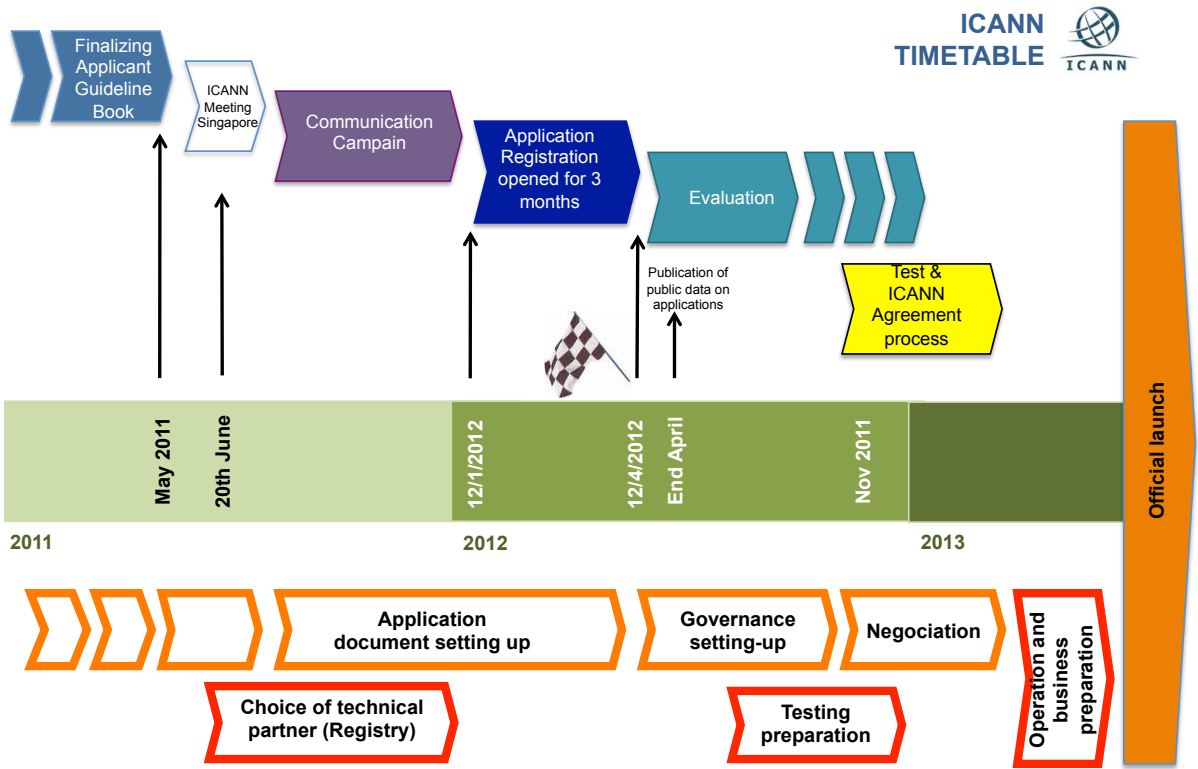 ICANN
TIMETABLE
ICANN
Finalizing
Applicant
Guideline
Book
ICANN
Meeting
Singapore
Communication
Campain
Application
Registration
opened for 3
months
Evaluation
Publication of
public data on
applications
Test &
ICANN
Agreement
process
May 2011
20th June
12/1/2012
12/4/2012
End April
Nov 2011
Official launch
2011
2012
2013
Application
document setting up
Governance
setting-up
Negociation
Operation and
business
preparation
Choice of technical
partner (Registry)
Testing
preparation